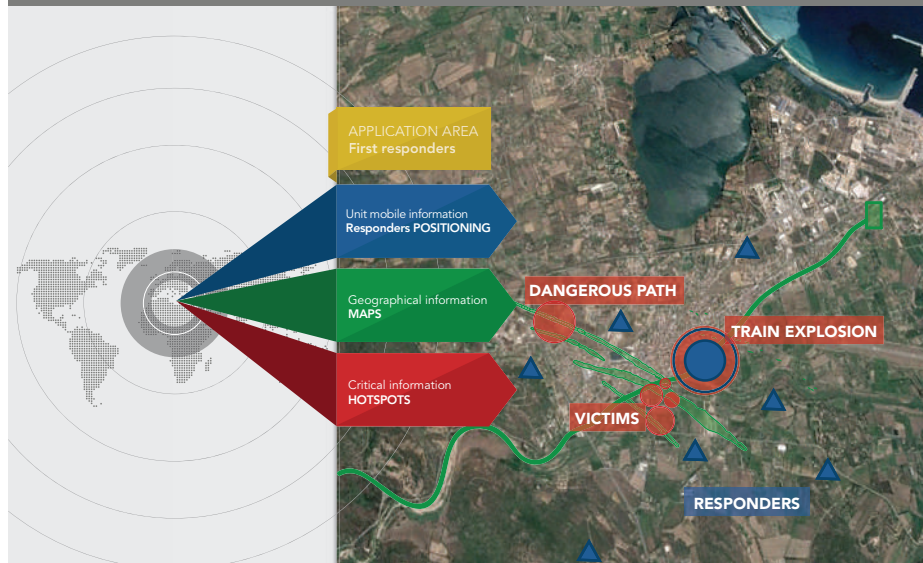 APPLICATION AREA
First responders
Unit mobile information
Responders POSITIONING
Geographical information
MAPS
Critical information
HOTSPOTS
DANGEROUS PATH
TRAIN EXPLOSION
VICTIMS
RESPONDERS